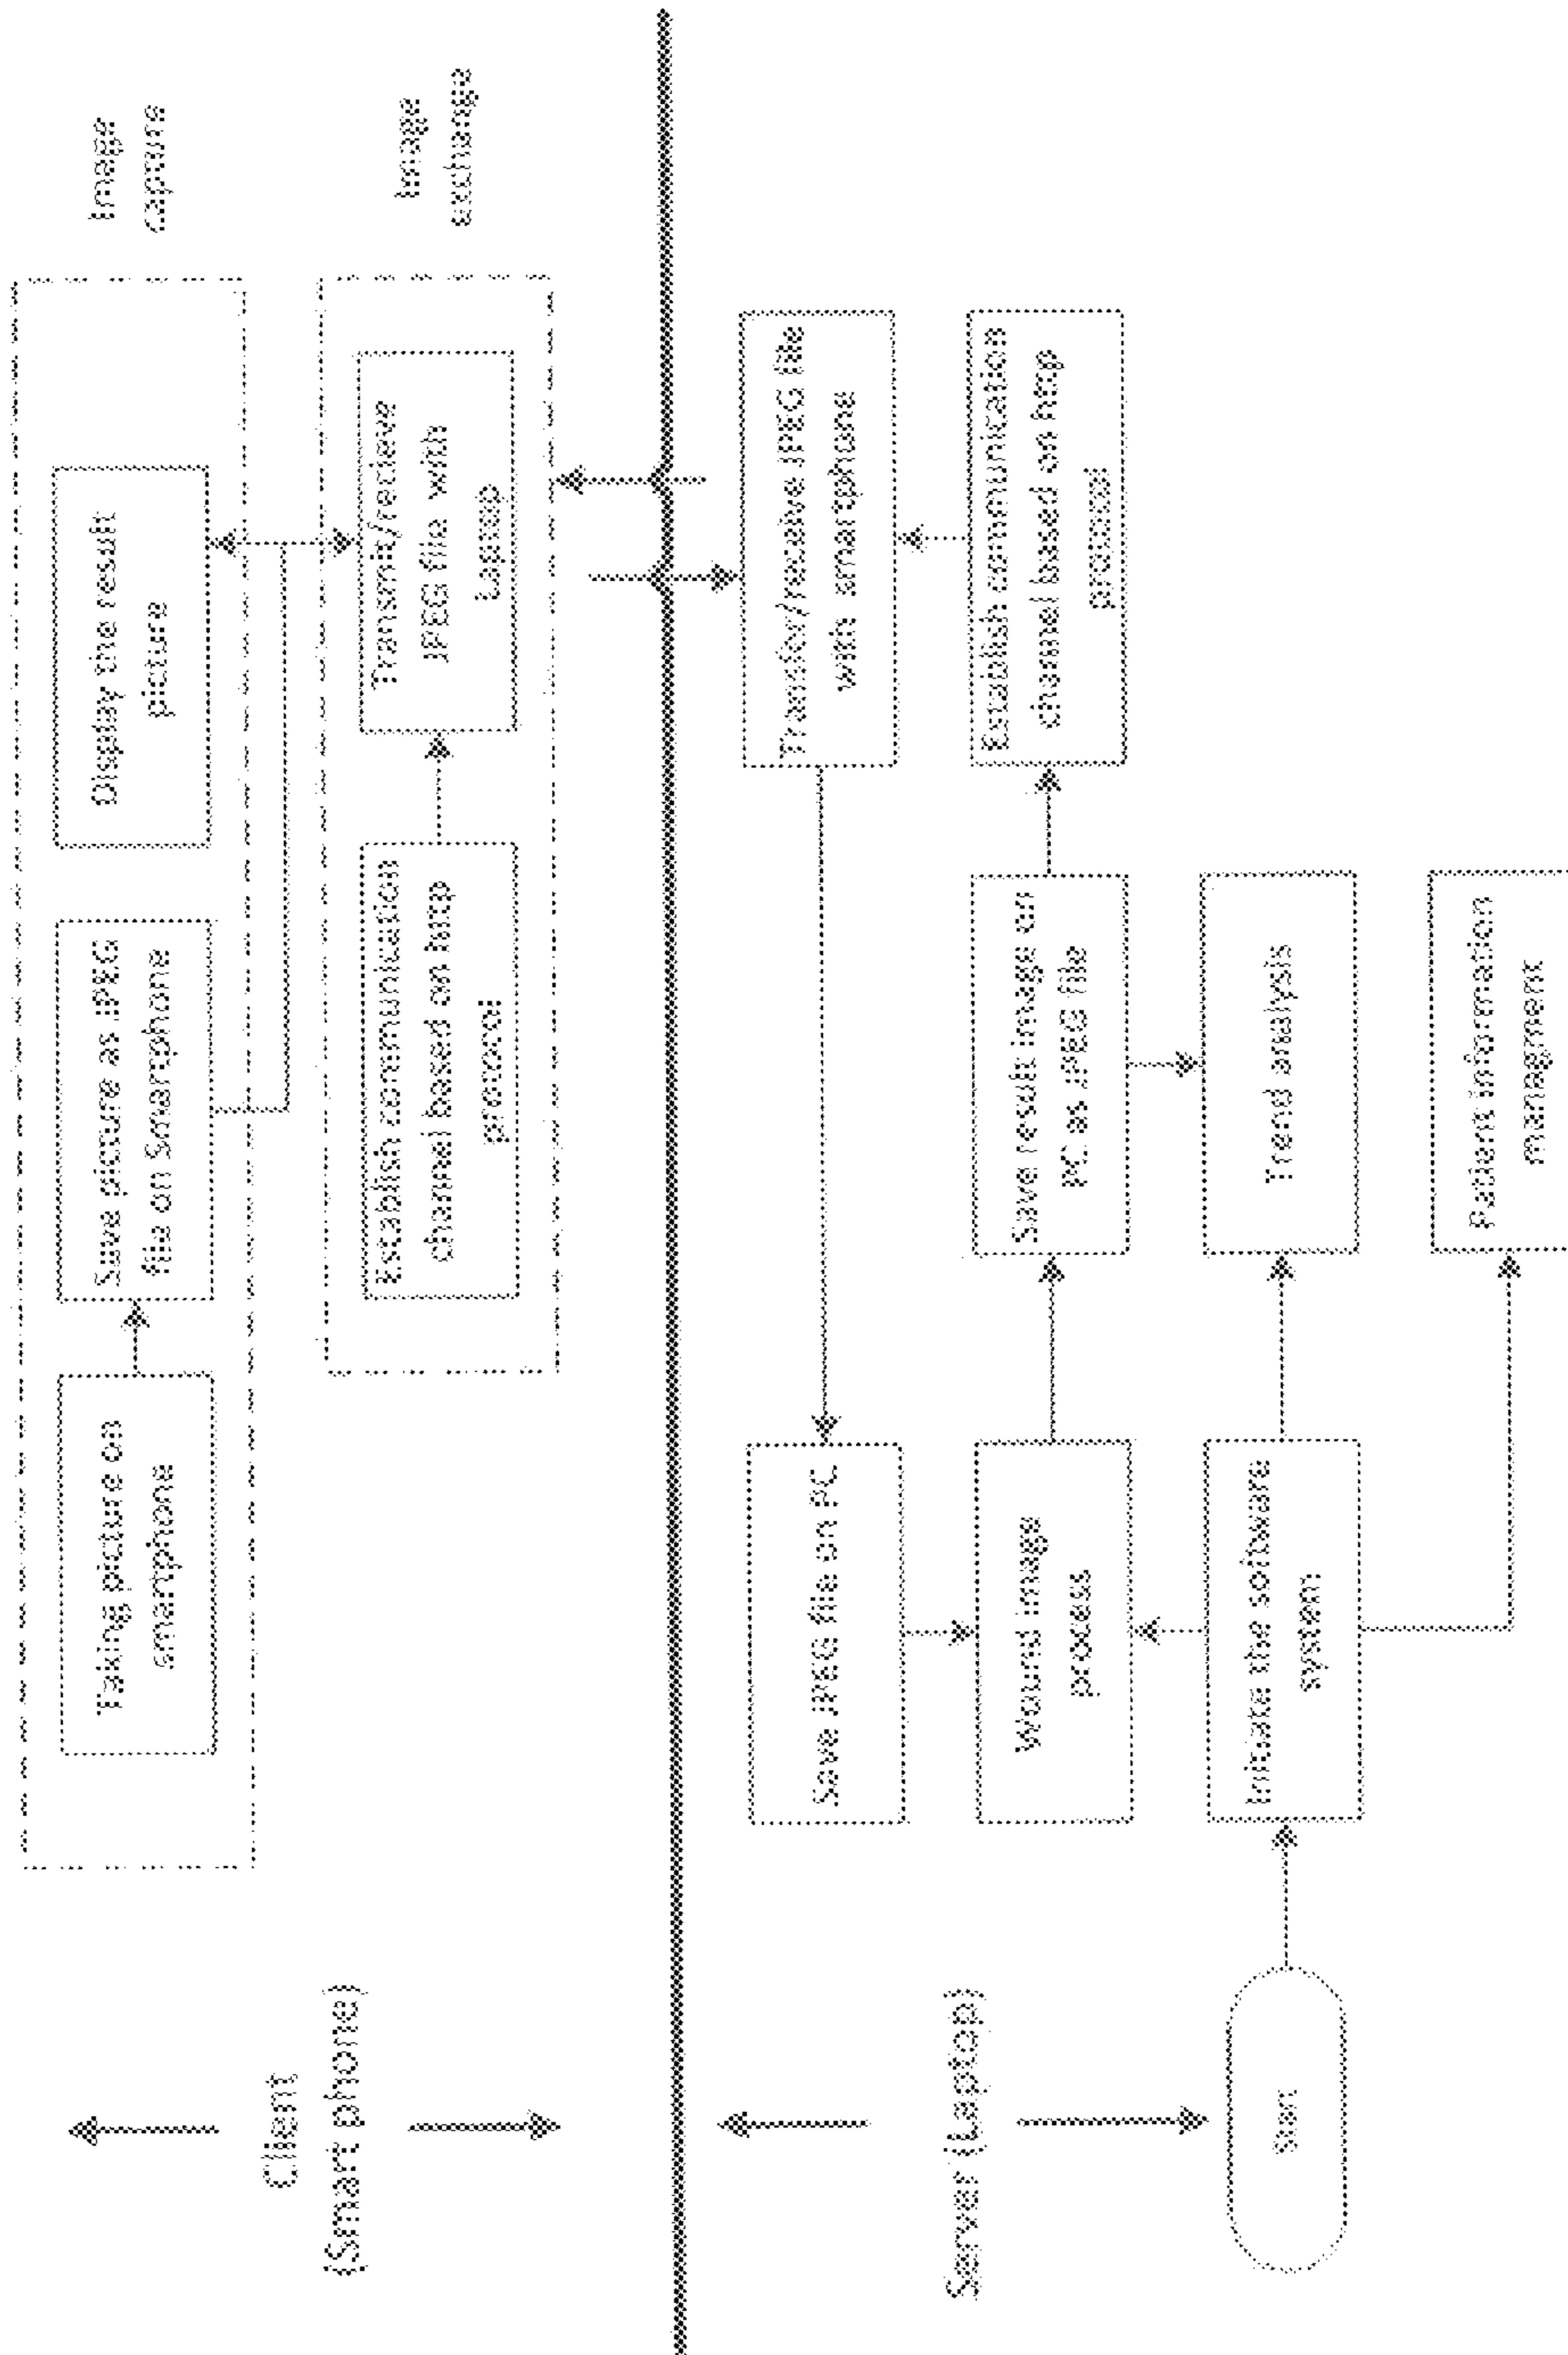 Client
(Smart phone)
Taking picture on
smartphone
Save picture as JPEG
file on Smartphone
Display the result
picture
Image
capture
Establish communication
channel based on http
protocol
Transmit/recieve
JPEG file with
Laptop
Image
exchange
Server (Laptop)
Save JPEG file on PC
Transfer/receive JPEG file
with smartphone
Wound image
process
Save result image on
PC as JPEG file
Establish communication
channel based on http
protocol
Start
Initiate the software
system
Trend analysis
Patient information
managment